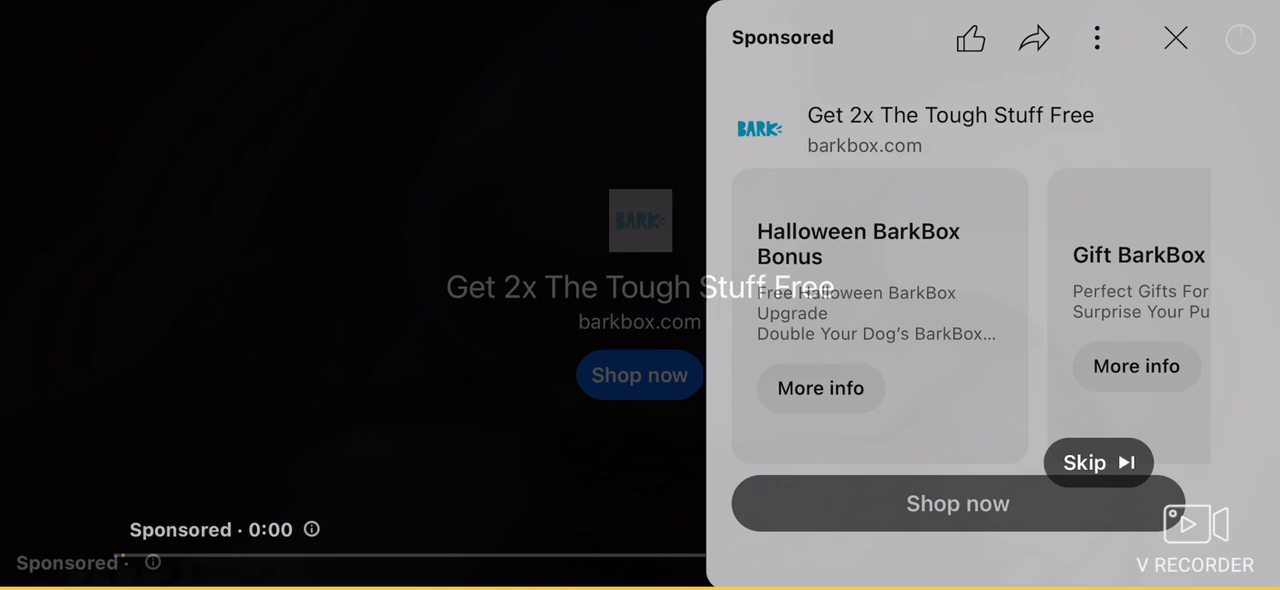 Sponsored
BARK
Get 2x The Tough Stuff Free
barkbox.com
Halloween BarkBox
Bonus
Free Halloween BarkBox
Upgrade
Double Your Dog's BarkBox...
More info
Gift BarkBox
Perfect Gifts For
Surprise Your Pu
More info
Skip
Shop now
BARK
Get 2x The Tough Stuff Free
barkbox.com
Shop now
Sponsored · 0:00
Sponsored ·
V RECORDER